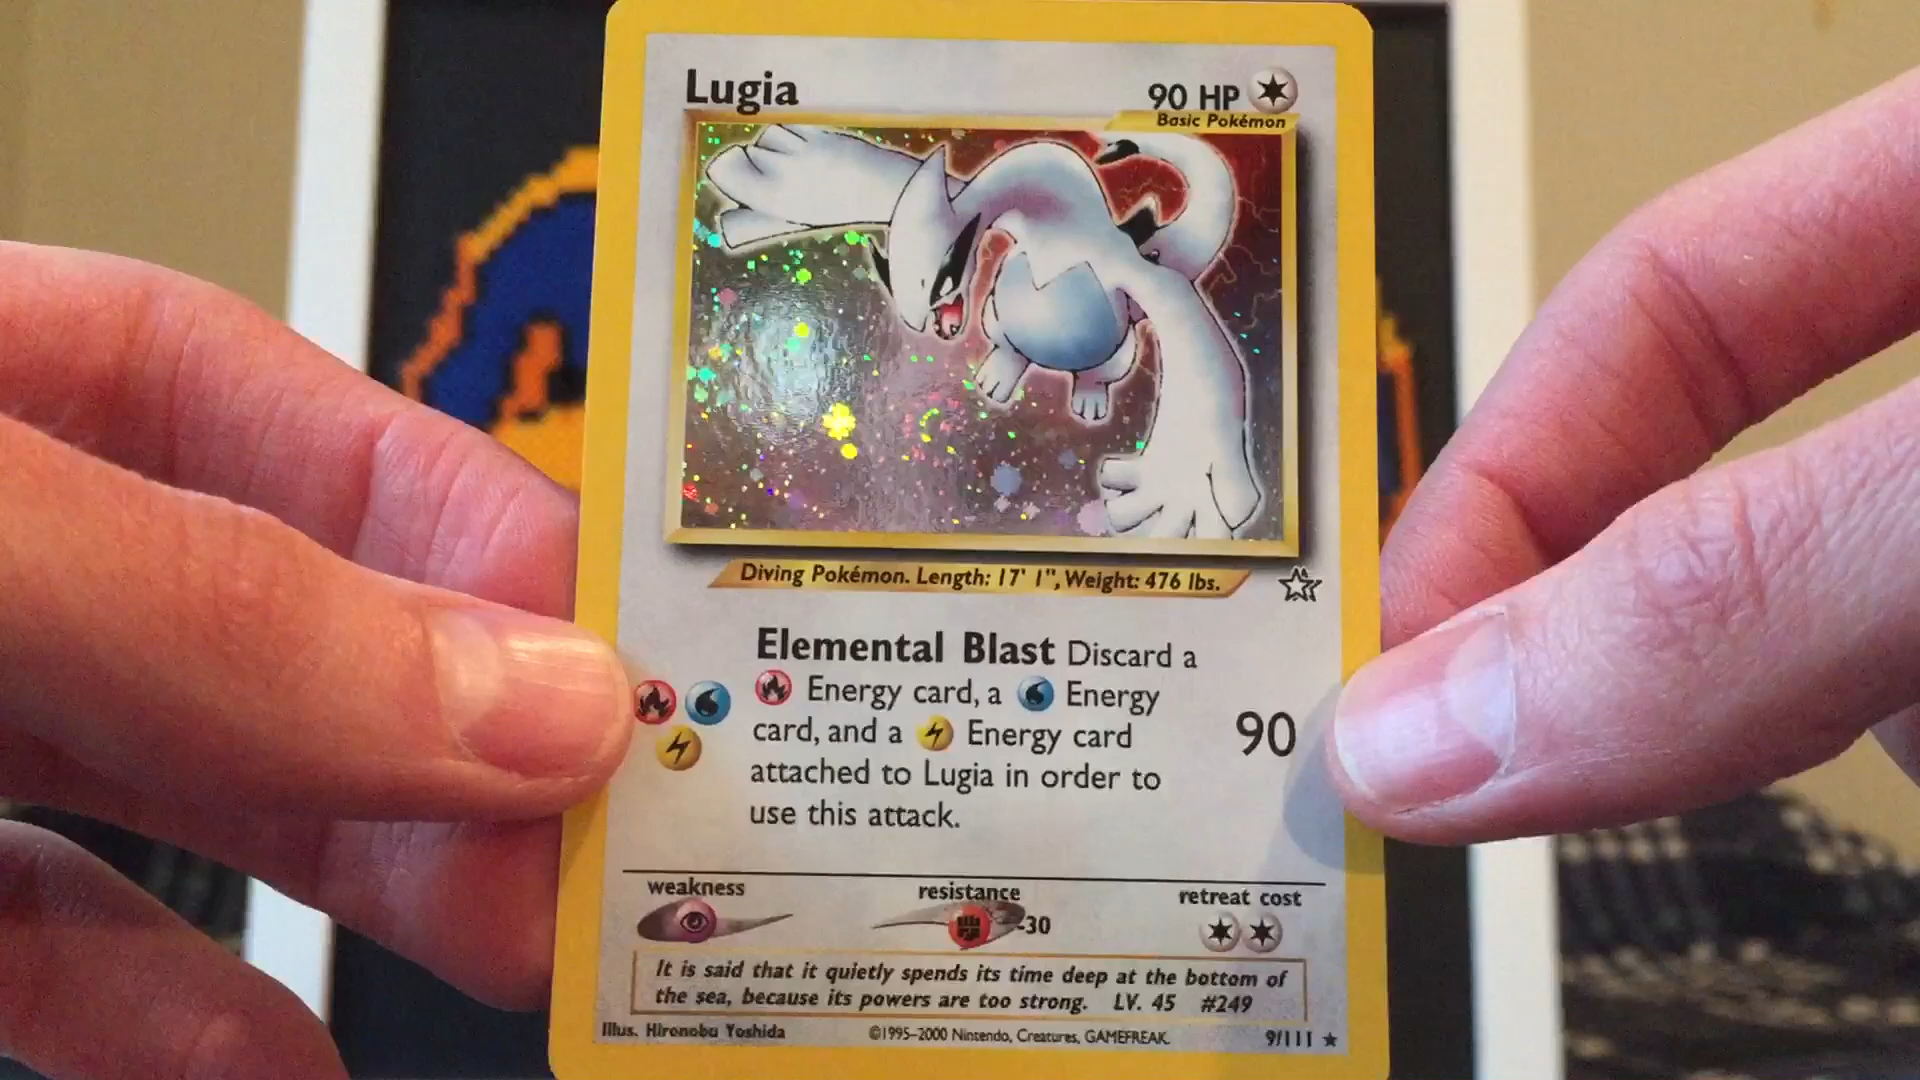 Lugia
90 HP
Basic Pokémon
Diving Pokémon. Length: 17' 1", Weight: 476 lbs.
Elemental Blast Discard a
Energy card, a Energy
card, and a Energy card
attached to Lugia in order to
use this attack.
90
weakness
resistance
retreat cost
-30
It is said that it quietly spends its time deep at the bottom of
the sea, because its powers are too strong. LV. 45 #249
Illus. Hironobu Yoshida
©1995–2000 Nintendo, Creatures, GAMEFREAK.
9/111